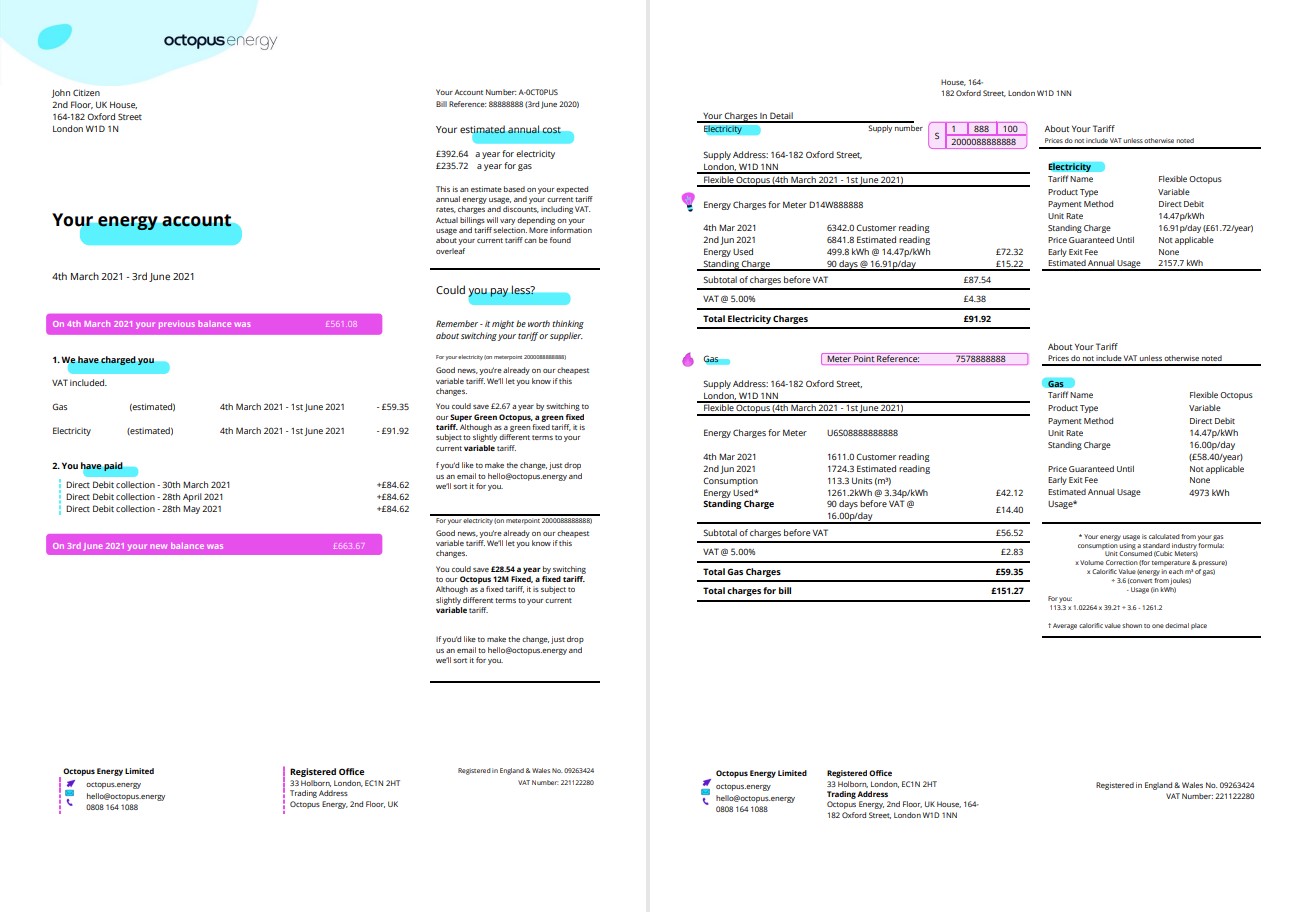 octopusenergy
John Citizen
2nd Floor, UK House,
164-182 Oxford Street
London W1D 1N
Your energy account
4th March 2021 - 3rd June 2021
On 4th March 2021 your previous balance was £561.08
1. We have charged you
VAT included.
Gas (estimated) 4th March 2021 - 1st June 2021 - £59.35
Electricity (estimated) 4th March 2021 - 1st June 2021 - £91.92
2. You have paid
Direct Debit collection - 30th March 2021 +£84.62
Direct Debit collection - 28th April 2021 +£84.62
Direct Debit collection - 28th May 2021 +£84.62
On 3rd June 2021 your new balance was £663.67
Your Account Number: A-0CT0PUS
Bill Reference: 88888888 (3rd June 2020)
Your estimated annual cost
£392.64 a year for electricity
£235.72 a year for gas
This is an estimate based on your expected
annual energy usage, and your current tariff
rates, charges and discounts, including VAT.
Actual billings will vary depending on your
usage and tariff selection. More information
about your current tariff can be found
overleaf
Could you pay less?
Remember - it might be worth thinking
about switching your tariff or supplier.
For your electricity (on meterpoint 2000088888888)
Good news, you're already on our cheapest
variable tariff. We'll let you know if this
changes.
You could save £2.67 a year by switching to
our Super Green Octopus, a green fixed
tariff. Although as a green fixed tariff, it is
subject to slightly different terms to your
current variable tariff.
f you'd like to make the change, just drop
us an email to hello@octopus.energy and
we'll sort it for you.
For your electricity (on meterpoint 2000088888888)
Good news, you're already on our cheapest
variable tariff. We'll let you know if this
changes.
You could save £28.54 a year by switching
to our Octopus 12M Fixed, a fixed tariff.
Although as a fixed tariff, it is subject to
slightly different terms to your current
variable tariff.
If you'd like to make the change, just drop
us an email to hello@octopus.energy and
we'll sort it for you.
Octopus Energy Limited
octopus.energy
hello@octopus.energy
0808 164 1088
Registered Office
33 Holborn, London, EC1N 2HT
Trading Address
Octopus Energy, 2nd Floor, UK
Registered in England & Wales No. 09263424
VAT Number: 221122280
House, 164-
182 Oxford Street, London W1D 1NN
Your Charges In Detail
Electricity Supply number
S 1 888 100
2000088888888
Supply Address: 164-182 Oxford Street,
London, W1D 1NN
Flexible Octopus (4th March 2021 - 1st June 2021)
Energy Charges for Meter D14W888888
4th Mar 2021 6342.0 Customer reading
2nd Jun 2021 6841.8 Estimated reading
Energy Used 499.8 kWh @ 14.47p/kWh £72.32
Standing Charge 90 days @ 16.91p/day £15.22
Subtotal of charges before VAT £87.54
VAT @ 5.00% £4.38
Total Electricity Charges £91.92
About Your Tariff
Prices do not include VAT unless otherwise noted
Electricity
Tariff Name Flexible Octopus
Product Type Variable
Payment Method Direct Debit
Unit Rate 14.47p/kWh
Standing Charge 16.91p/day (£61.72/year)
Price Guaranteed Until Not applicable
Early Exit Fee None
Estimated Annual Usage 2157.7 kWh
Gas Meter Point Reference: 7578888888
Supply Address: 164-182 Oxford Street,
London, W1D 1NN
Flexible Octopus (4th March 2021 - 1st June 2021)
Energy Charges for Meter U6S08888888888
4th Mar 2021 1611.0 Customer reading
2nd Jun 2021 1724.3 Estimated reading
Consumption 113.3 Units (m³)
Energy Used* 1261.2kWh @ 3.34p/kWh £42.12
Standing Charge 90 days before VAT @
16.00p/day £14.40
Subtotal of charges before VAT £56.52
VAT @ 5.00% £2.83
Total Gas Charges £59.35
Total charges for bill £151.27
About Your Tariff
Prices do not include VAT unless otherwise noted
Gas
Tariff Name Flexible Octopus
Product Type Variable
Payment Method Direct Debit
Unit Rate 14.47p/kWh
Standing Charge 16.00p/day
(£58.40/year)
Price Guaranteed Until Not applicable
Early Exit Fee None
Estimated Annual 4973 kWh
Usage*
* Your energy usage is calculated from your gas
consumption using a standard industry formula:
Unit Consumed (Cubic Meters)
x Volume Correction (for temperature & pressure)
x Calorific Value (energy in each m³ of gas)
÷ 3.6 (convert from joules)
- Usage (in kWh)
For you:
113.3 x 1.02264 x 39.2† ÷ 3.6 - 1261.2
† Average calorific value shown to one decimal place
Octopus Energy Limited
octopus.energy
hello@octopus.energy
0808 164 1088
Registered Office
33 Holborn, London, EC1N 2HT
Trading Address
Octopus Energy, 2nd Floor, UK House, 164-
182 Oxford Street, London W1D 1NN
Registered in England & Wales No. 09263424
VAT Number: 221122280